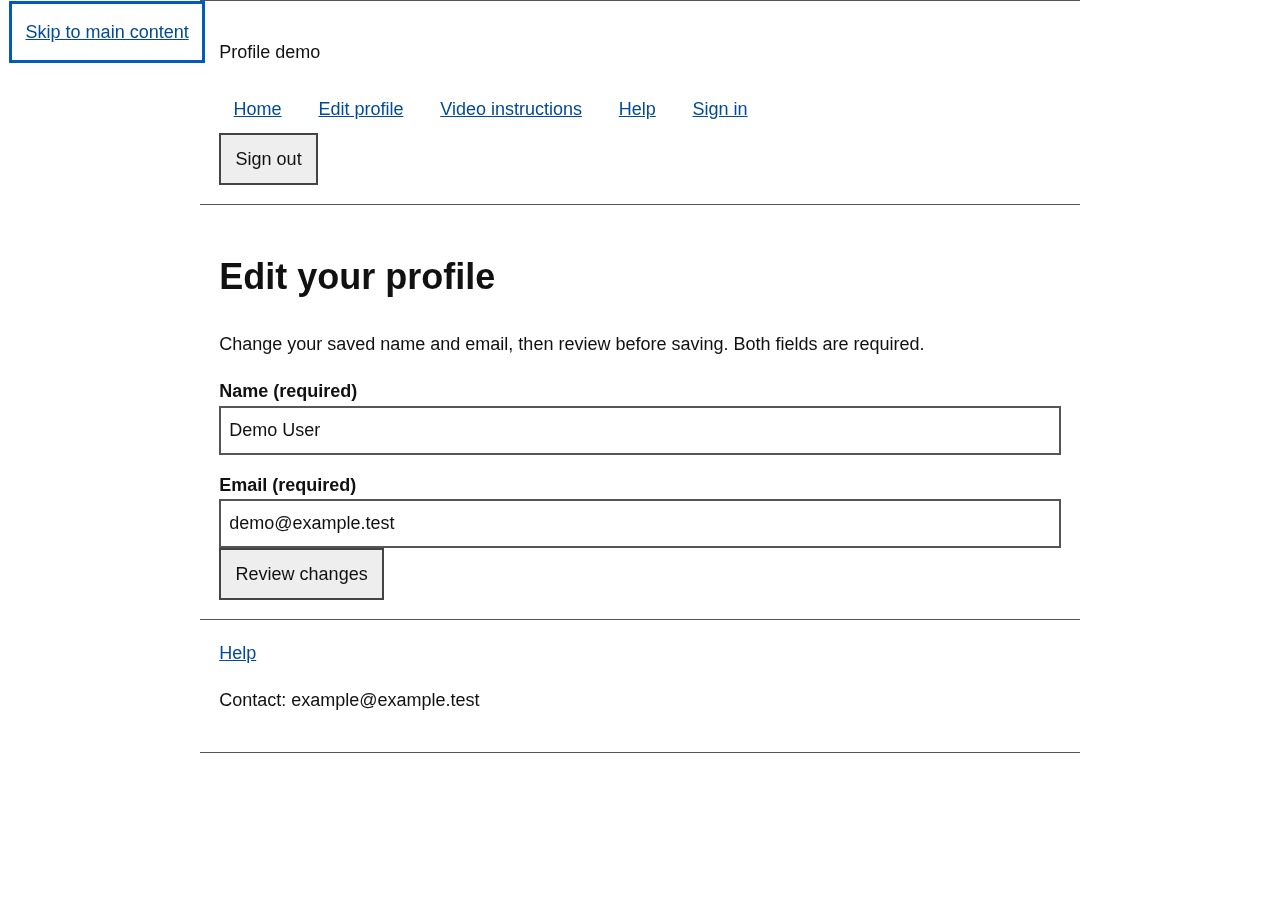 Skip to main content
Profile demo
Home Edit profile Video instructions Help Sign in
Sign out
Edit your profile
Change your saved name and email, then review before saving. Both fields are required.
Name (required)
Demo User
Email (required)
demo@example.test
Review changes
Help
Contact: example@example.test